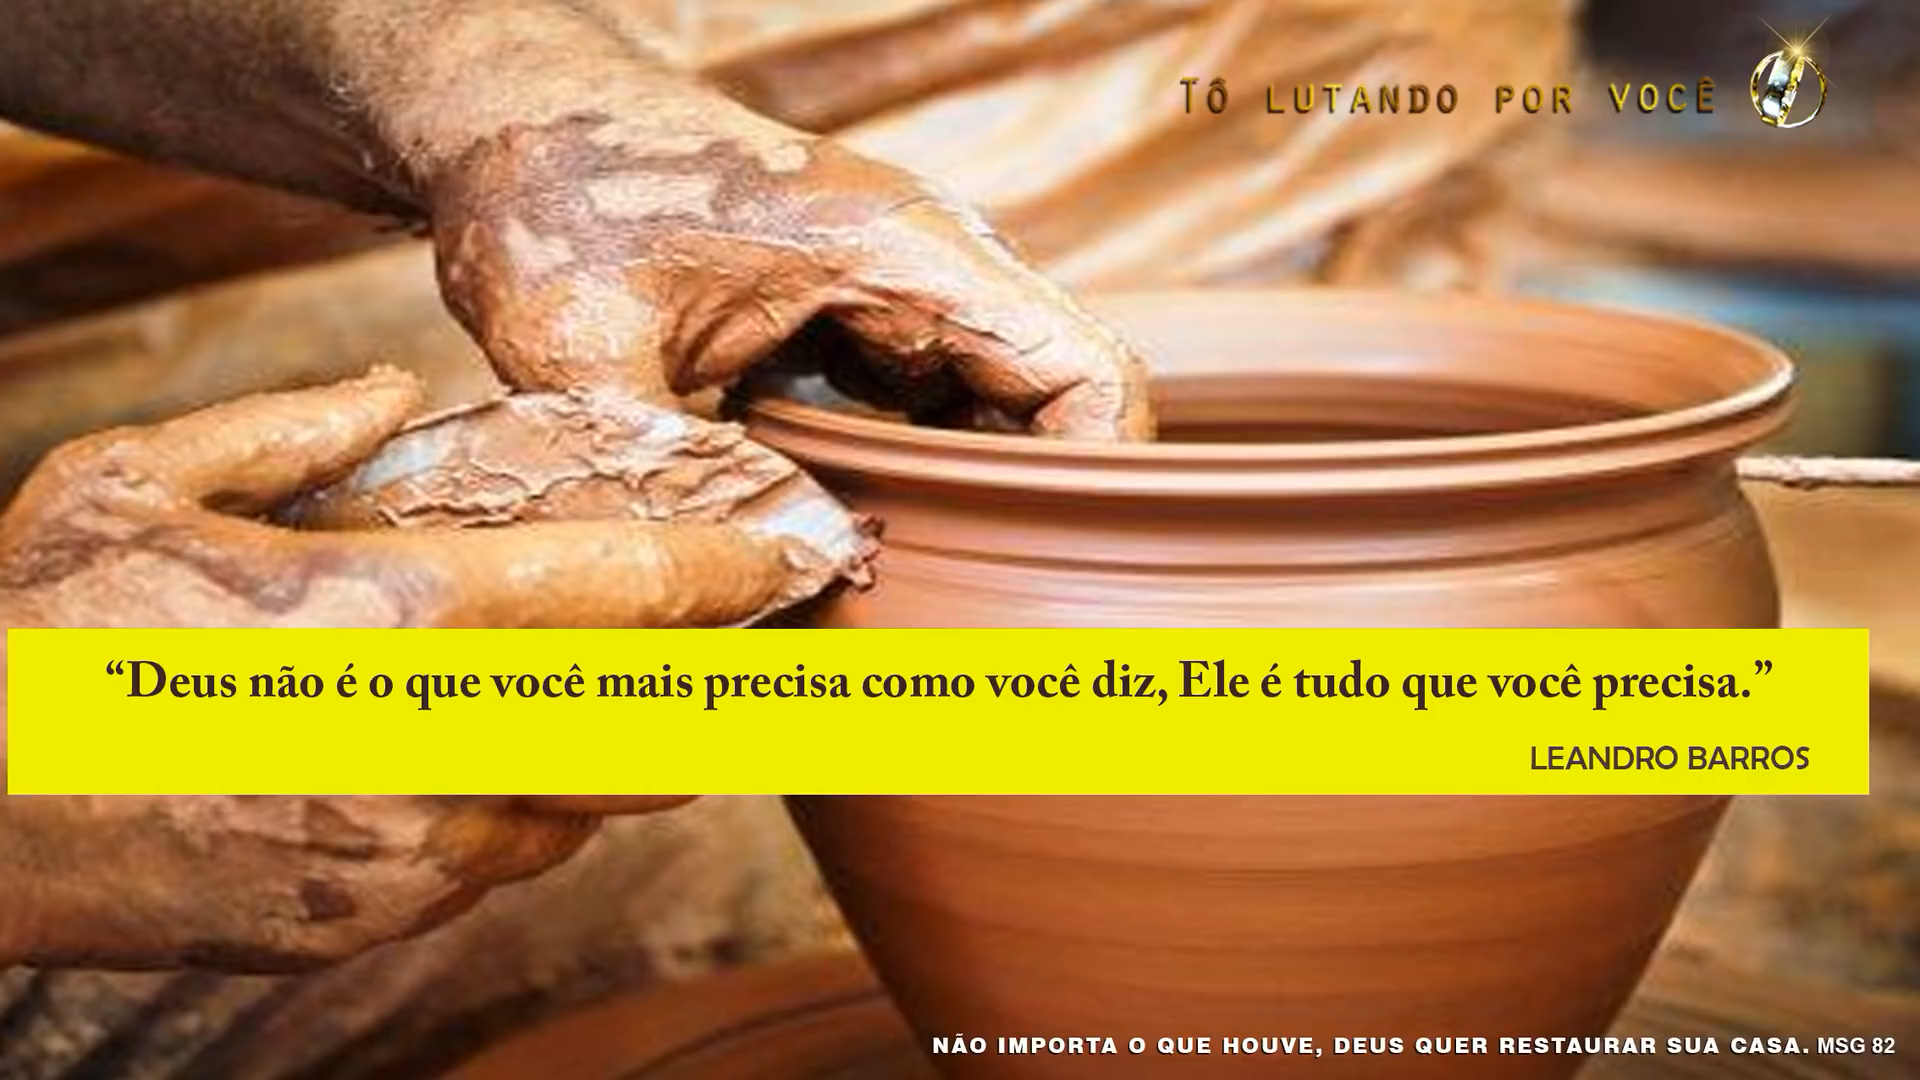 TÔ LUTANDO POR VOCÊ
“Deus não é o que você mais precisa como você diz, Ele é tudo que você precisa.”
LEANDRO BARROS
NÃO IMPORTA O QUE HOUVE, DEUS QUER RESTAURAR SUA CASA. MSG 82